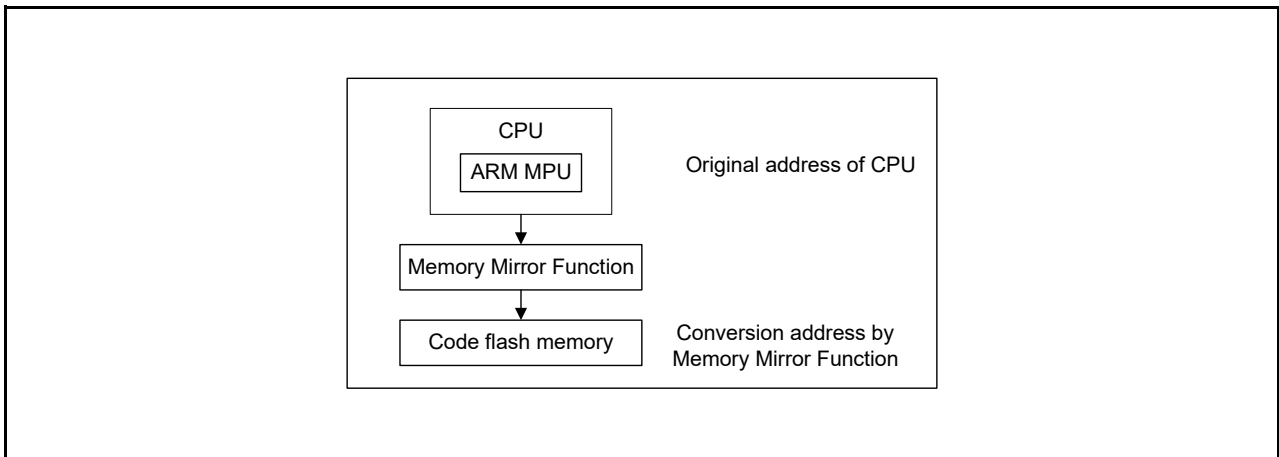 CPU
ARM MPU
Original address of CPU
Memory Mirror Function
Code flash memory
Conversion address by
Memory Mirror Function